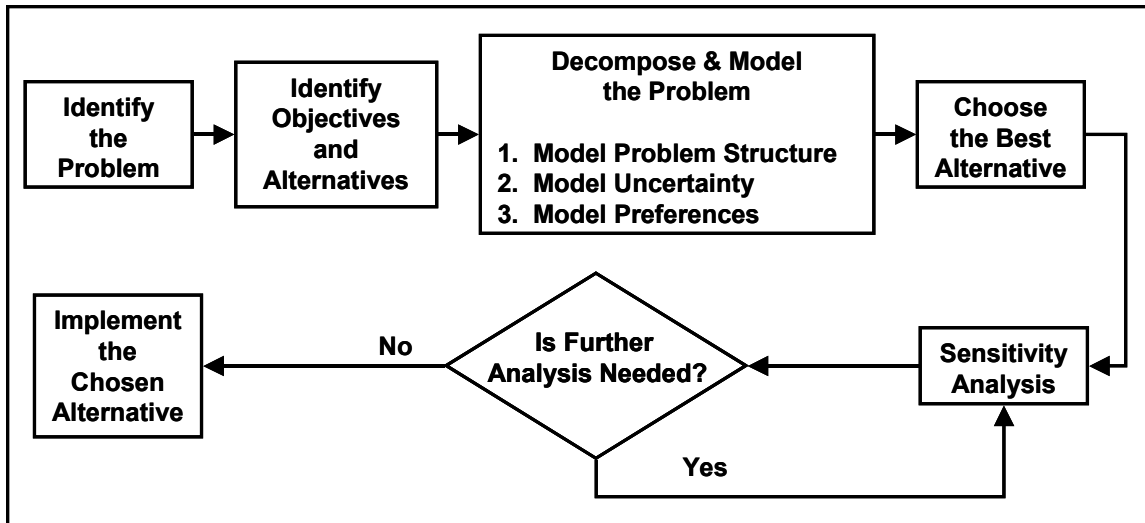 Identify
the
Problem
Identify
Objectives
and
Alternatives
Decompose & Model
the Problem
1. Model Problem Structure
2. Model Uncertainty
3. Model Preferences
Choose
the Best
Alternative
Implement
the
Chosen
Alternative
No
Is Further
Analysis Needed?
Sensitivity
Analysis
Yes